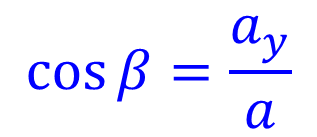 cos β = a_y / a